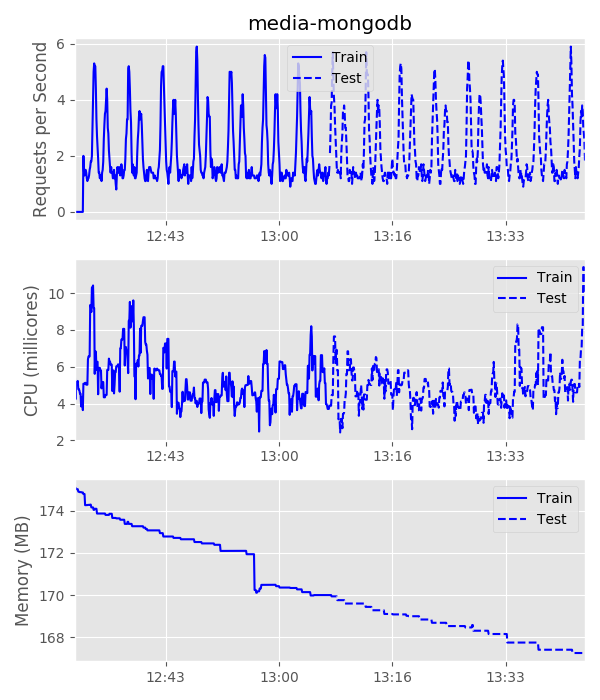 media-mongodb
Requests per Second
6
4
2
0
Train
Test
12:43
13:00
13:16
13:33
CPU (millicores)
10
8
6
4
2
Train
Test
12:43
13:00
13:16
13:33
Memory (MB)
174
172
170
168
Train
Test
12:43
13:00
13:16
13:33